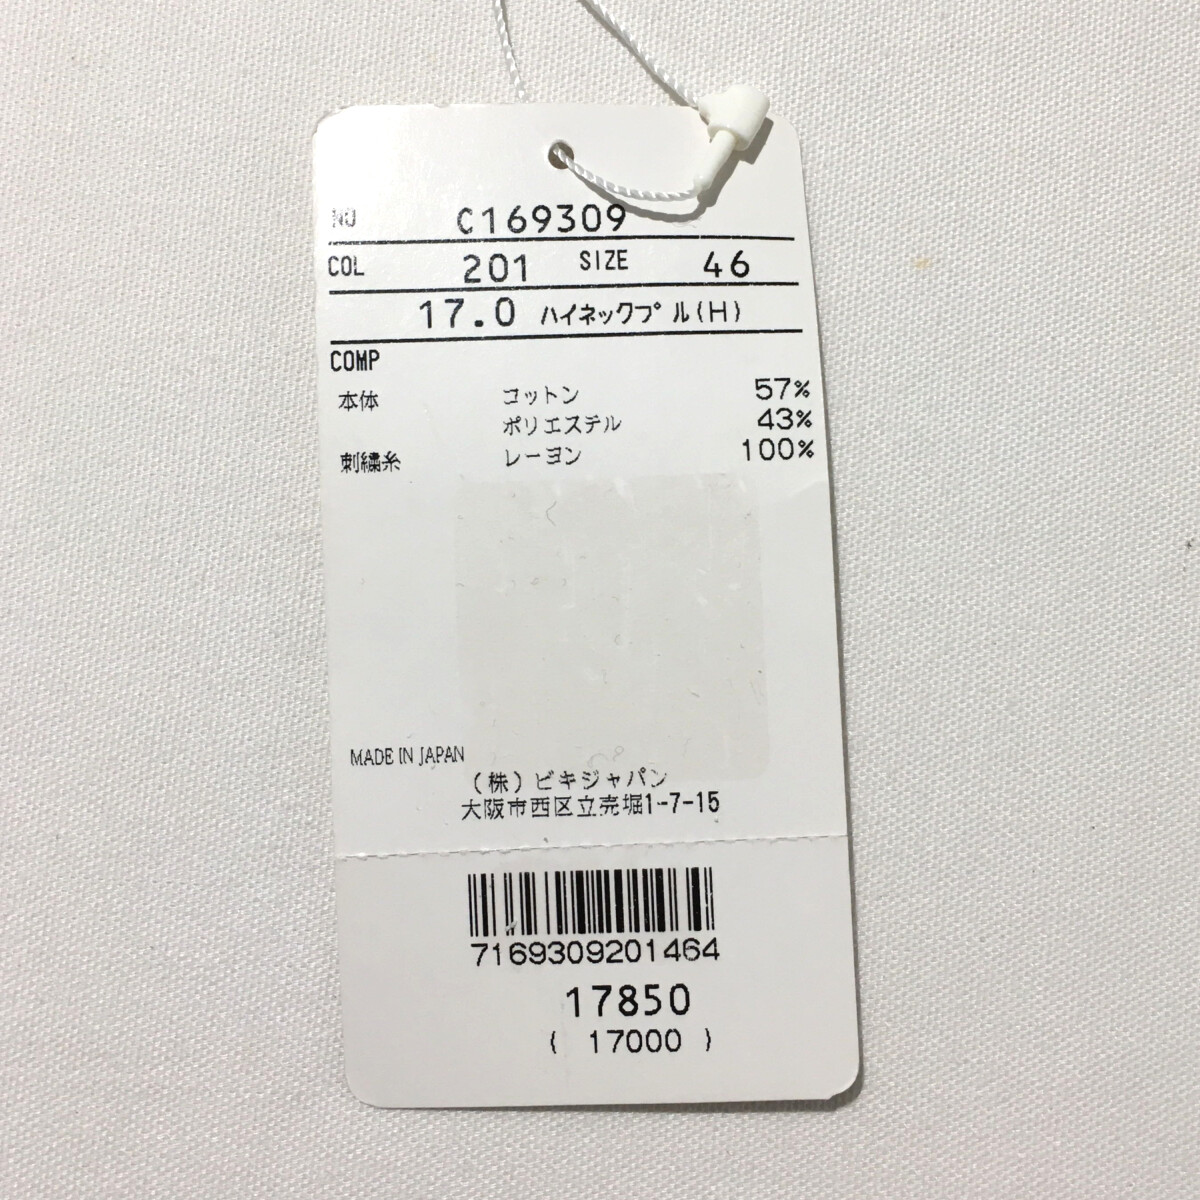 NO C169309
COL 201 SIZE 46
17.0 ハイネックプル(H)
COMP
本体 コットン 57%
ポリエステル 43%
刺繍糸 レーヨン 100%
MADE IN JAPAN
(株)ビキジャパン
大阪市西区立売堀1-7-15
7169309201464
17850
( 17000 )